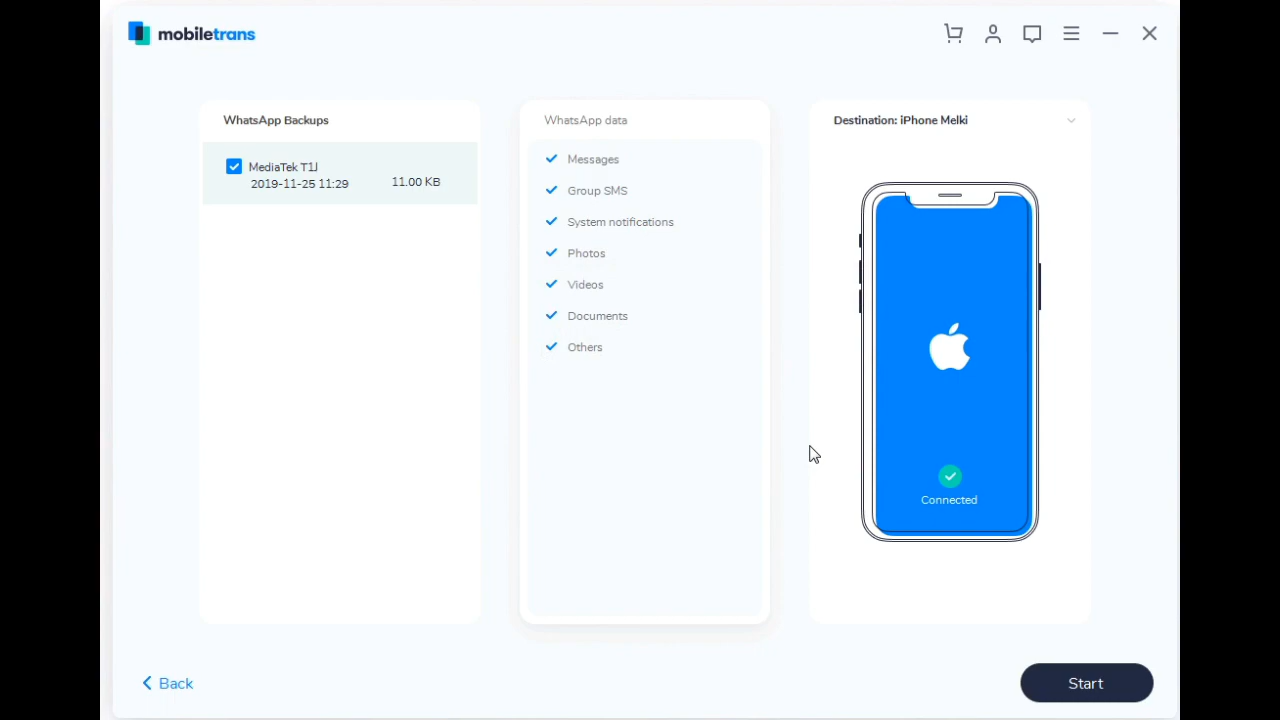 mobiletrans
WhatsApp Backups
MediaTek T1J
2019-11-25 11:29
11.00 KB
WhatsApp data
Messages
Group SMS
System notifications
Photos
Videos
Documents
Others
Destination: iPhone Melki
Connected
Back
Start